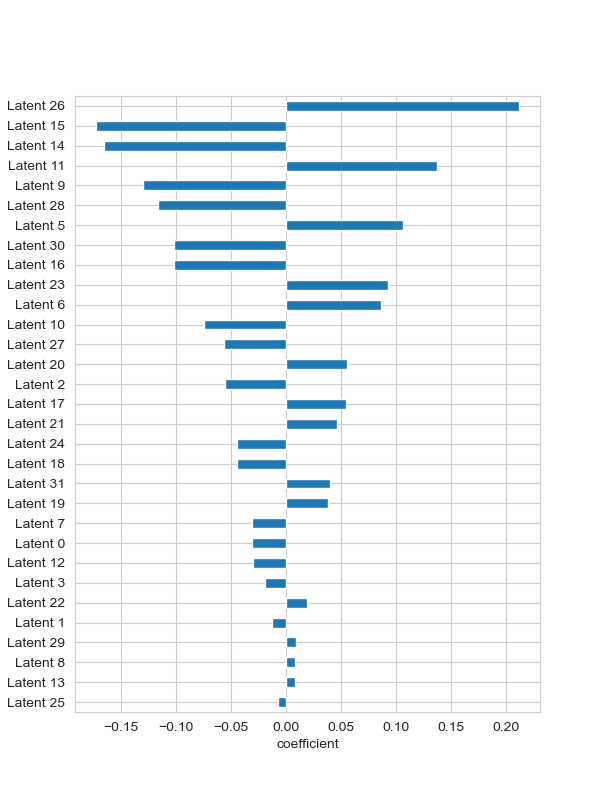 Latent 26
Latent 15
Latent 14
Latent 11
Latent 9
Latent 28
Latent 5
Latent 30
Latent 16
Latent 23
Latent 6
Latent 10
Latent 27
Latent 20
Latent 2
Latent 17
Latent 21
Latent 24
Latent 18
Latent 31
Latent 19
Latent 7
Latent 0
Latent 12
Latent 3
Latent 22
Latent 1
Latent 29
Latent 8
Latent 13
Latent 25
−0.15 −0.10 −0.05 0.00 0.05 0.10 0.15 0.20
coefficient